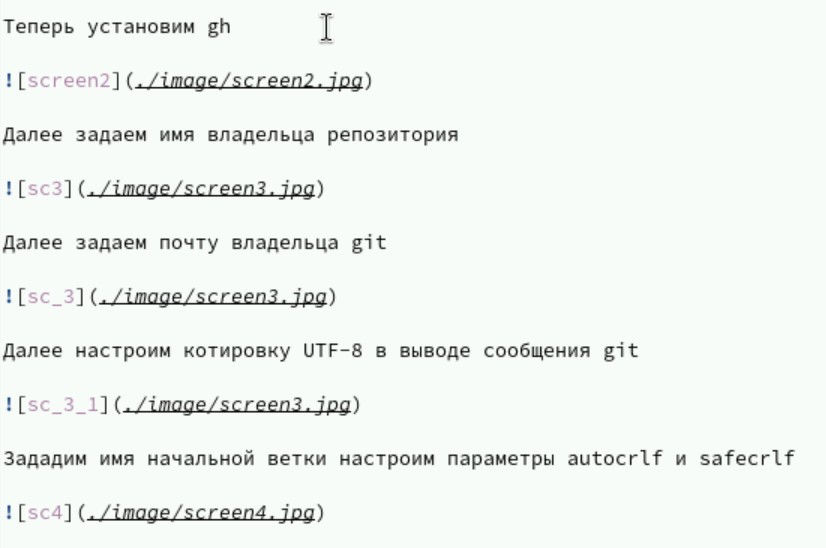 Теперь установим gh
![screen2](./image/screen2.jpg)
Далее задаем имя владельца репозитория
![sc3](./image/screen3.jpg)
Далее задаем почту владельца git
![sc_3](./image/screen3.jpg)
Далее настроим котировку UTF-8 в выводе сообщения git
![sc_3_1](./image/screen3.jpg)
Зададим имя начальной ветки настроим параметры autocrlf и safecrlf
![sc4](./image/screen4.jpg)